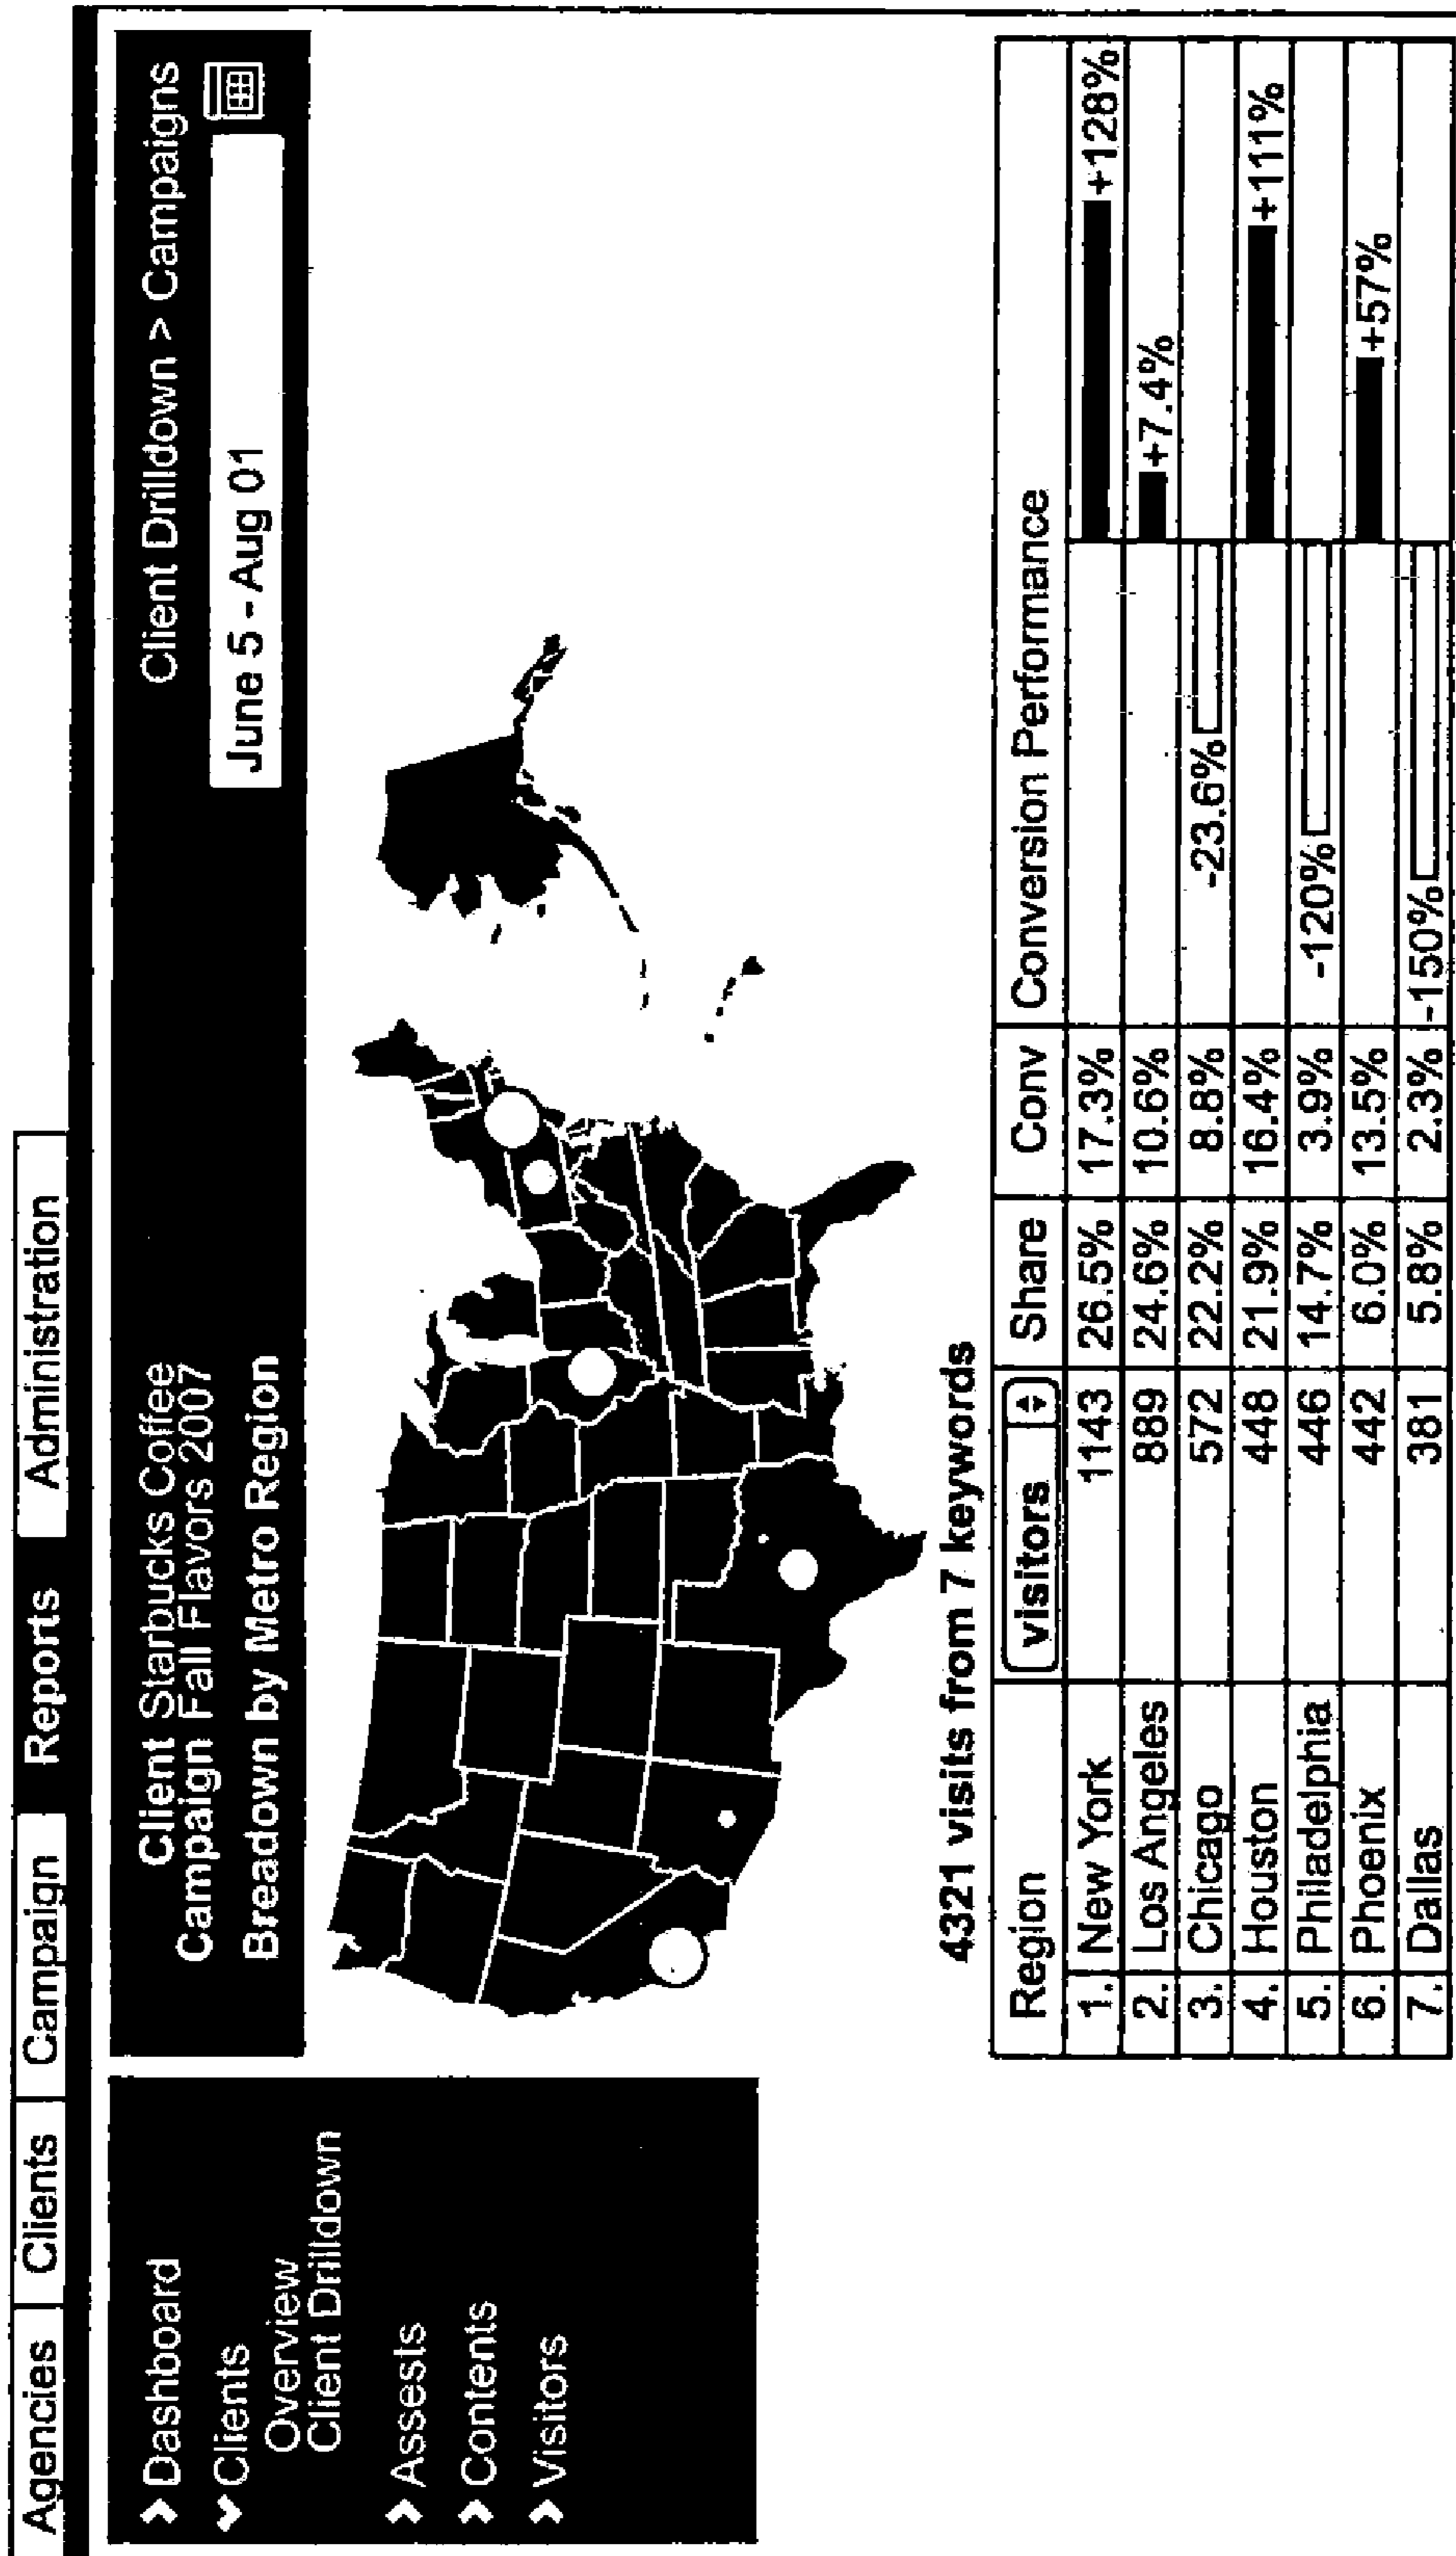 Agencies Clients Campaign Reports Administration
Dashboard
Clients
Overview
Client Drilldown
Assests
Contents
Visitors
Client Starbucks Coffee
Campaign Fall Flavors 2007
Breadown by Metro Region
Client Drilldown > Campaigns
June 5 - Aug 01
4321 visits from 7 keywords
Region visitors Share Conv Conversion Performance
1. New York 1143 26.5% 17.3% +128%
2. Los Angeles 889 24.6% 10.6% +7.4%
3. Chicago 572 22.2% 8.8% -23.6%
4. Houston 448 21.9% 16.4% +111%
5. Philadelphia 446 14.7% 3.9% -120%
6. Phoenix 442 6.0% 13.5% +57%
7. Dallas 381 5.8% 2.3% -150%